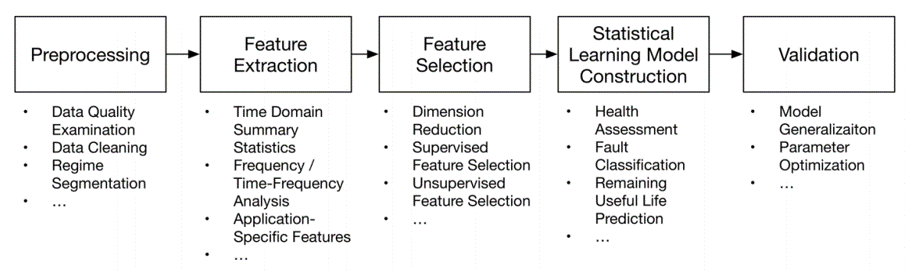 Preprocessing
Feature
Extraction
Feature
Selection
Statistical
Learning Model
Construction
Validation
• Data Quality
Examination
• Data Cleaning
• Regime
Segmentation
• …
• Time Domain
Summary
Statistics
• Frequency /
Time-Frequency
Analysis
• Application-
Specific Features
• …
• Dimension
Reduction
• Supervised
Feature Selection
• Unsupervised
Feature Selection
• …
• Health
Assessment
• Fault
Classification
• Remaining
Useful Life
Prediction
• …
• Model
Generalizaiton
• Parameter
Optimization
• …